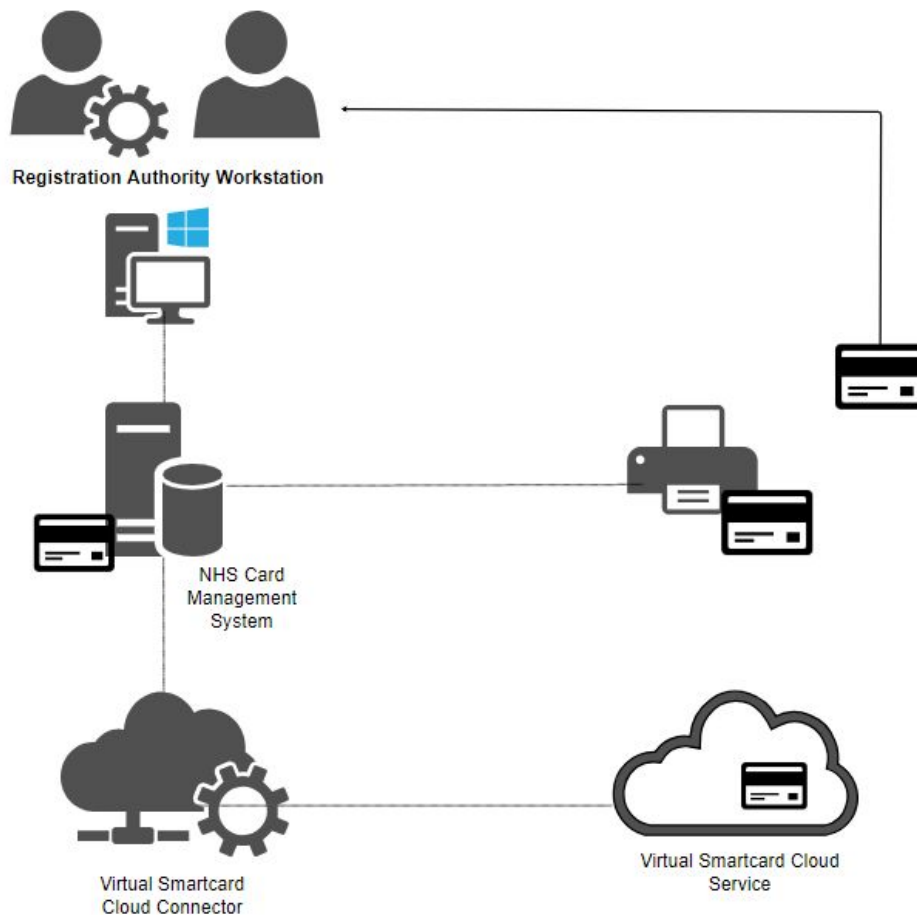 Registration Authority Workstation
NHS Card
Management
System
Virtual Smartcard
Cloud Connector
Virtual Smartcard Cloud
Service